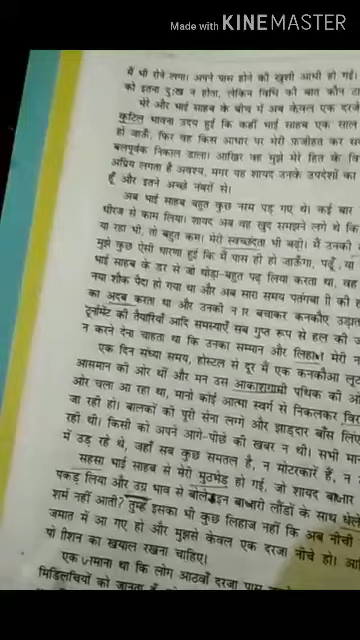 Made with KINEMASTER
में भी रोने लगा। अपने पास होने की खुशी आधी हो गई।
को इतना दुःख न होता, लेकिन विधि की बात कौन
मेरे और भाई साहब के बीच में अब केवल एक दरजे
कुटिल भावना उदय हुई कि कहीं भाई साहब एक साल
हो जाऊँ, फिर वह किस आधार पर मेरी फ़जीहत कर
बलपूर्वक निकाल डाला। आखिर वह मुझे मेरे हित के
अप्रिय लगता है अवश्य, मगर यह शायद उनके उपदेशों का
हूँ और इतने अच्छे नंबरों से।
अब भाई साहब बहुत कुछ नरम पड़ गए थे। कई बार
धीरज से काम लिया। शायद अब वह खुद समझने लगे थे कि
या रहा भी, तो बहुत कम। मेरी स्वच्छंदता भी बढ़ी। मैं उनकी
मुझे कुछ ऐसी धारणा हुई कि मैं पास ही हो जाऊँगा, पढ़ूँ, या
भाई साहब के डर से जो थोड़ा-बहुत पढ़ लिया करता था, वह
नया शौक पैदा हो गया था और अब सारा समय की
का अदब करता था और उनकी बचाकर कनकौए
टूर्नामेंट की तैयारियाँ आदि समस्याएँ सब गुप्त रूप से हल की
न करने देना चाहता था कि उनका सम्मान और मेरी
एक दिन संध्या समय, होस्टल से दूर मैं एक कनकौआ
आसमान की ओर थीं और मन उस आकाशगामी पथिक की
ओर चला आ रहा था, मानो कोई आत्मा स्वर्ग से निकलकर
जा रही हो। बालकों की पूरी सेना लग्गे और झाड़दार बाँस
रही थी। किसी को अपने आगे-पीछे की खबर न थी। सभी
में उड़ रहे थे, जहाँ सब कुछ समतल है, न मोटरकारें हैं, न
सहसा भाई साहब से मेरी मुठभेड़ हो गई, जो शायद
पकड़ लिया और उग्र भाव से बोले-इन बाजारी लौंडों के साथ
शर्म नहीं आती? तुम्हें इसका भी कुछ लिहाज नहीं कि अब नीची
जमात में आ गए हो और मुझसे केवल एक दरजा नीचे हो।
का खयाल रखना चाहिए।
एक था कि लोग आठवाँ दरजा पास
मिडिलचियों को जानता